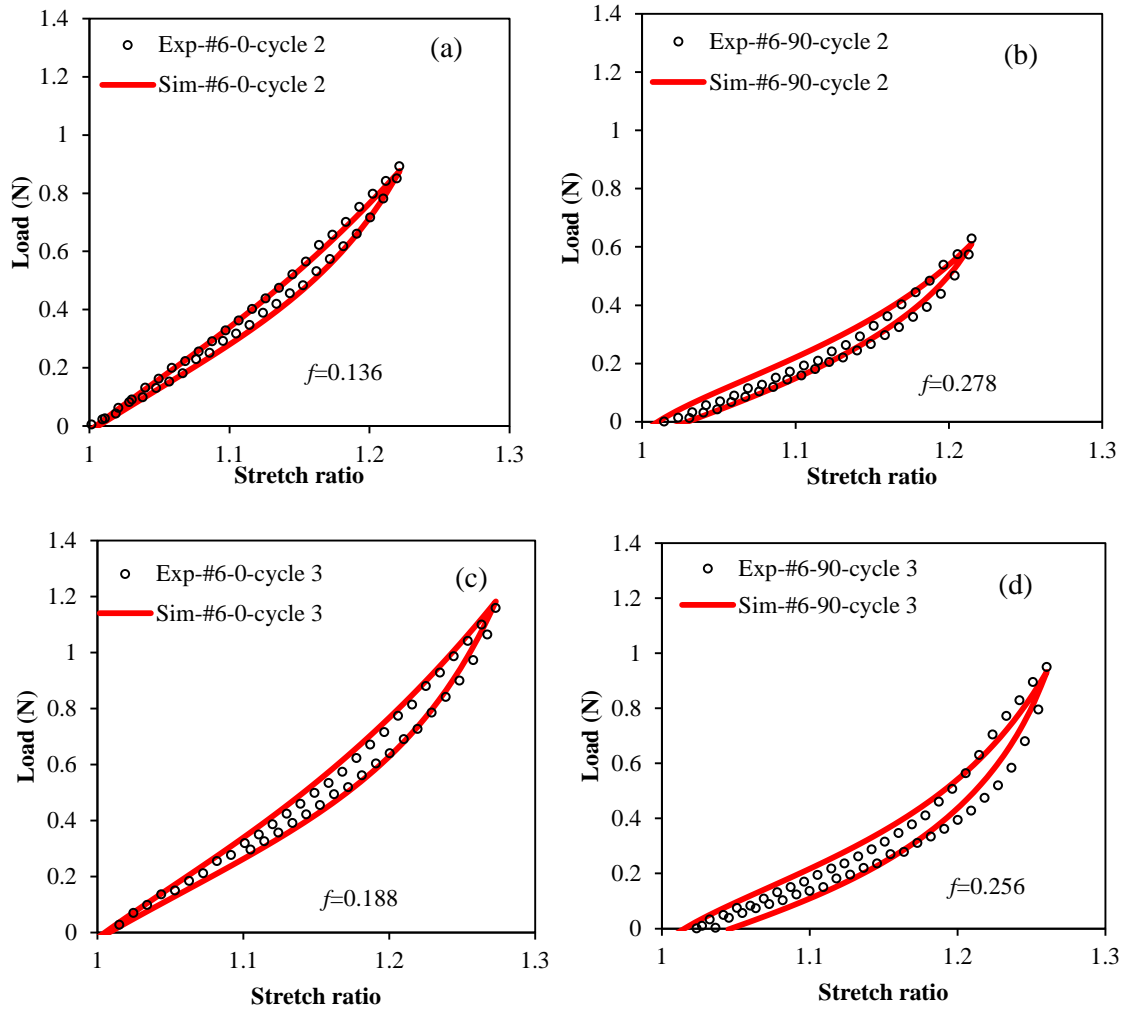 1.4
1.2
1
0.8
0.6
0.4
0.2
0
Load (N)
Exp-#6-0-cycle 2
Sim-#6-0-cycle 2
(a)
f=0.136
1
1.1
1.2
1.3
Stretch ratio
1.4
1.2
1
0.8
0.6
0.4
0.2
0
Load (N)
Exp-#6-90-cycle 2
Sim-#6-90-cycle 2
(b)
f=0.278
1
1.1
1.2
1.3
Stretch ratio
1.4
1.2
1
0.8
0.6
0.4
0.2
0
Load (N)
Exp-#6-0-cycle 3
Sim-#6-0-cycle 3
(c)
f=0.188
1
1.1
1.2
1.3
Stretch ratio
1.4
1.2
1
0.8
0.6
0.4
0.2
0
Load (N)
Exp-#6-90-cycle 3
Sim-#6-90-cycle 3
(d)
f=0.256
1
1.1
1.2
1.3
Stretch ratio